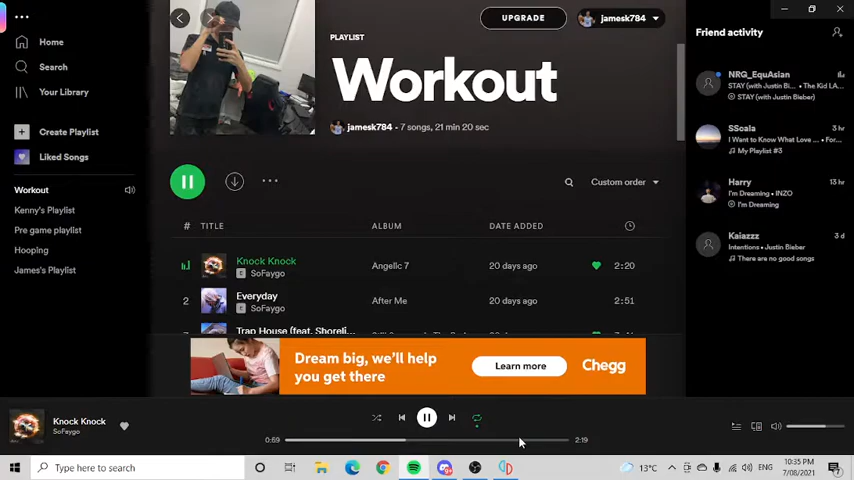 Home
Search
Your Library
Create Playlist
Liked Songs
Workout
Kenny's Playlist
Pre game playlist
Hooping
James's Playlist
UPGRADE
jamesk784
PLAYLIST
Workout
jamesk784 - 7 songs, 21 min 20 sec
Custom order
# TITLE ALBUM DATE ADDED
Knock Knock
E SoFaygo
Angelic 7 20 days ago 2:20
2 Everyday
E SoFaygo
After Me 20 days ago 2:51
Trap House (feat. Shoreli...
Dream big, we'll help
you get there
Learn more
Chegg
Friend activity
NRG_EquAsian
STAY (with Justin Bi... • The Kid LA...
STAY (with Justin Bieber)
SScala 3 hr
I Want to Know What Love ... • For...
My Playlist #3
Harry 13 hr
I'm Dreaming • INZO
I'm Dreaming
Kaiazzz 3 d
Intentions • Justin Bieber
There are no good songs
Knock Knock
SoFaygo
0:59 2:19
Type here to search
13°C
ENG
10:35 PM
7/08/2021